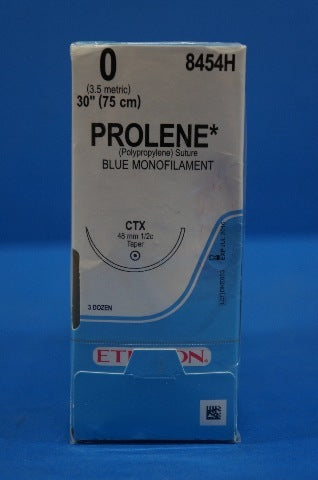 0
8454H
(3.5 metric)
30" (75 cm)
PROLENE*
(Polypropylene) Suture
BLUE MONOFILAMENT
CTX
48 mm 1/2c
Taper
3 DOZEN